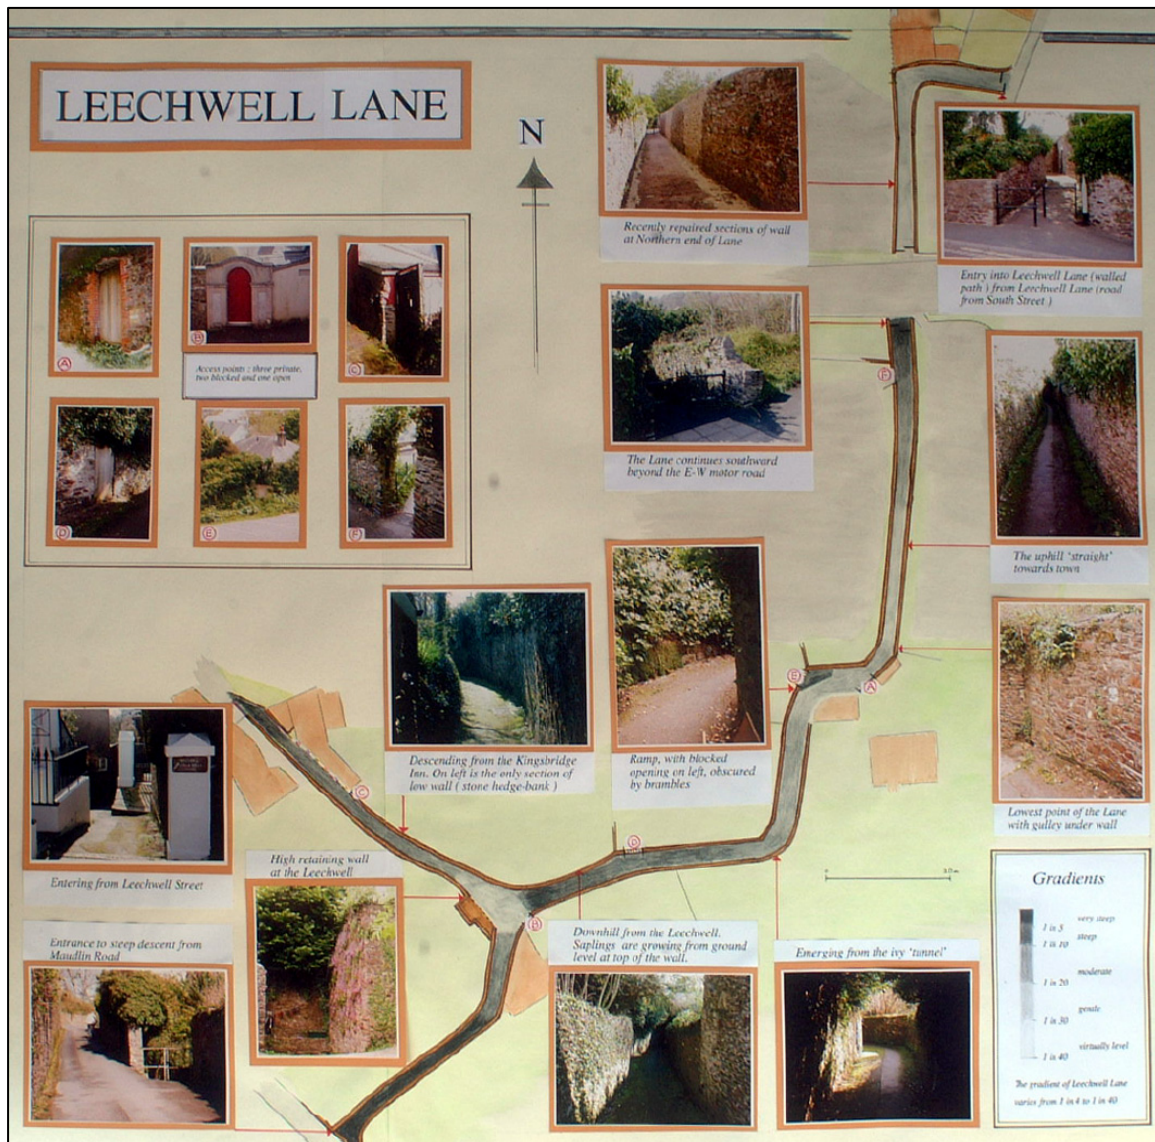 LEECHWELL LANE
N
Recently repaired sections of wall
at Northern end of Lane
Entry into Leechwell Lane (walled
path ) from Leechwell Lane (road
from South Street )
A
B
C
Access points : three private,
two blocked and one open
D
E
F
The Lane continues southward
beyond the E-W motor road
F
The uphill ‘straight’
towards town
Descending from the Kingsbridge
Inn. On left is the only section of
low wall ( stone hedge-bank )
Ramp, with blocked
opening on left, obscured
by brambles
E
A
Lowest point of the Lane
with gulley under wall
C
D
B
Entering from Leechwell Street
High retaining wall
at the Leechwell
Entrance to steep descent from
Maudlin Road
Downhill from the Leechwell.
Saplings are growing from ground
level at top of the wall.
Emerging from the ivy ‘tunnel’
Gradients
very steep
1 in 5
steep
1 in 10
moderate
1 in 20
gentle
1 in 30
virtually level
1 in 40
The gradient of Leechwell Lane
varies from 1 in 4 to 1 in 40